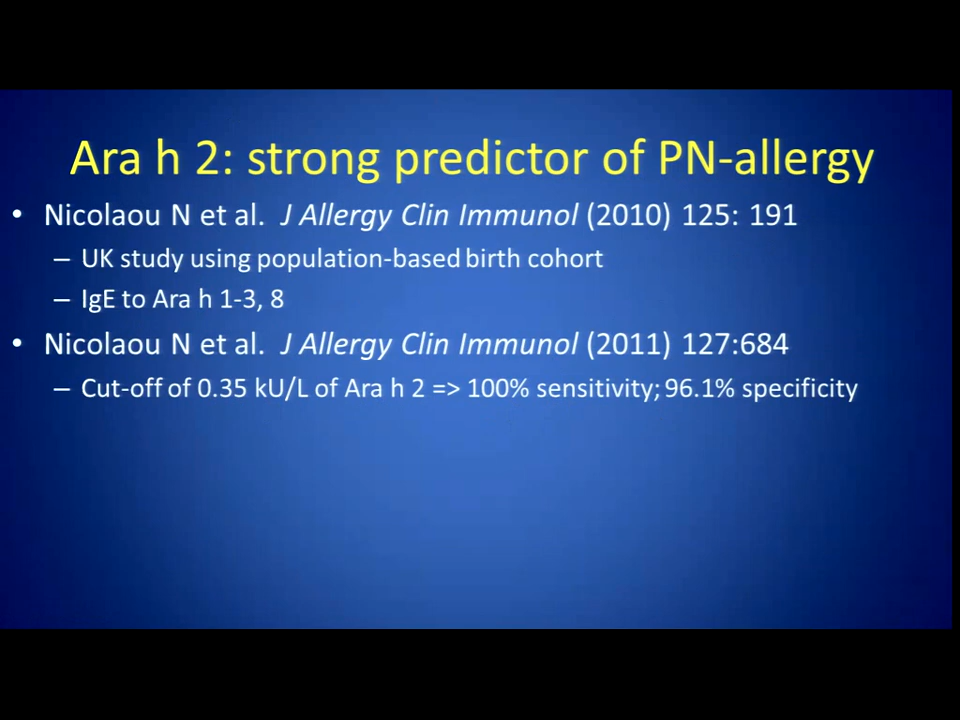 Ara h 2: strong predictor of PN-allergy
• Nicolaou N et al. J Allergy Clin Immunol (2010) 125: 191
– UK study using population-based birth cohort
– IgE to Ara h 1-3, 8
• Nicolaou N et al. J Allergy Clin Immunol (2011) 127:684
– Cut-off of 0.35 kU/L of Ara h 2 => 100% sensitivity; 96.1% specificity